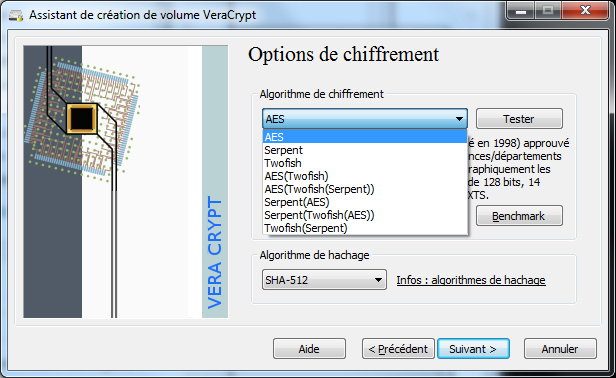 Assistant de création de volume VeraCrypt
Options de chiffrement
Algorithme de chiffrement
AES
Tester
AES
Serpent
Twofish
AES(Twofish)
AES(Twofish(Serpent))
Serpent(AES)
Serpent(Twofish(AES))
Twofish(Serpent)
é en 1998) approuvé
nces/départements
raphiquement les
de 128 bits, 14
XTS.
Benchmark
VERA CRYPT
Algorithme de hachage
SHA-512
Infos : algorithmes de hachage
Aide
< Précédent
Suivant >
Annuler